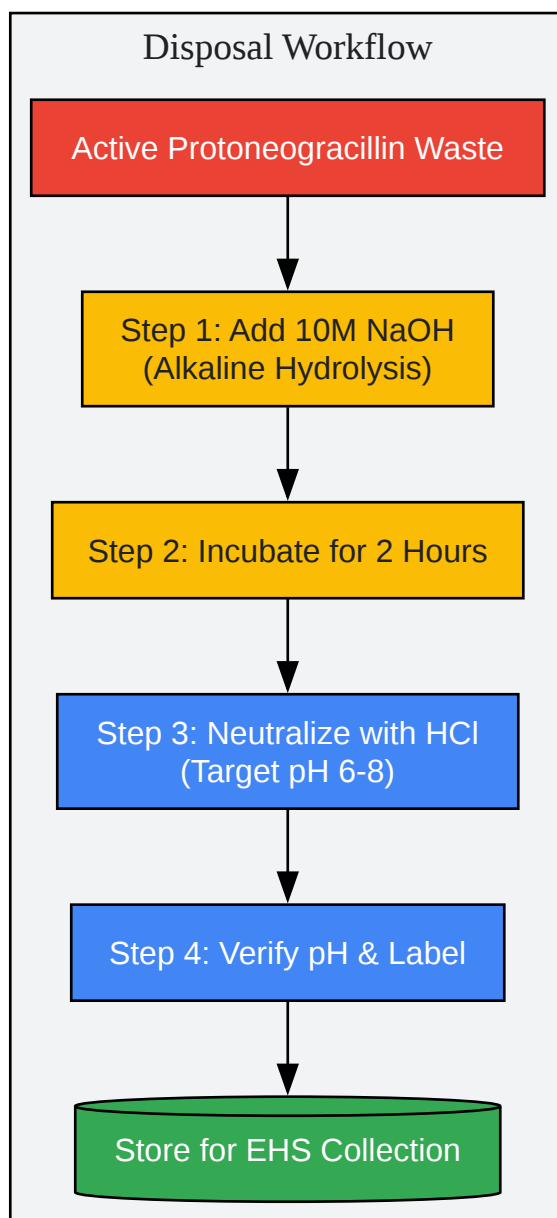 Disposal Workflow
Active Protoneogracillin Waste
Step 1: Add 10M NaOH
(Alkaline Hydrolysis)
Step 2: Incubate for 2 Hours
Step 3: Neutralize with HCl
(Target pH 6-8)
Step 4: Verify pH & Label
Store for EHS Collection